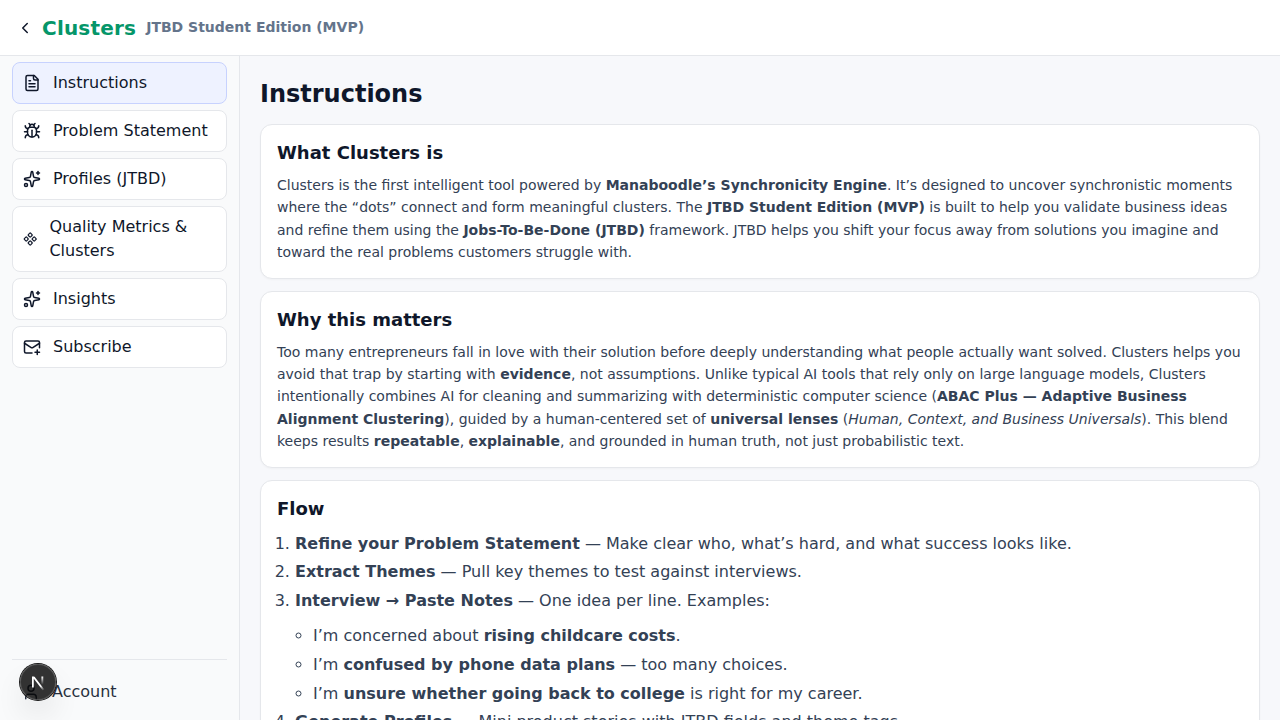 Clusters JTBD Student Edition (MVP)
Instructions
Problem Statement
Profiles (JTBD)
Quality Metrics &
Clusters
Insights
Subscribe
N
Account
Instructions
What Clusters is
Clusters is the first intelligent tool powered by Manaboodle’s Synchronicity Engine. It’s designed to uncover synchronistic moments
where the “dots” connect and form meaningful clusters. The JTBD Student Edition (MVP) is built to help you validate business ideas
and refine them using the Jobs-To-Be-Done (JTBD) framework. JTBD helps you shift your focus away from solutions you imagine and
toward the real problems customers struggle with.
Why this matters
Too many entrepreneurs fall in love with their solution before deeply understanding what people actually want solved. Clusters helps you
avoid that trap by starting with evidence, not assumptions. Unlike typical AI tools that rely only on large language models, Clusters
intentionally combines AI for cleaning and summarizing with deterministic computer science (ABAC Plus — Adaptive Business
Alignment Clustering), guided by a human-centered set of universal lenses (Human, Context, and Business Universals). This blend
keeps results repeatable, explainable, and grounded in human truth, not just probabilistic text.
Flow
1. Refine your Problem Statement — Make clear who, what’s hard, and what success looks like.
2. Extract Themes — Pull key themes to test against interviews.
3. Interview → Paste Notes — One idea per line. Examples:
I’m concerned about rising childcare costs.
I’m confused by phone data plans — too many choices.
I’m unsure whether going back to college is right for my career.
4. Generate Profiles — Mini product stories with JTBD fields and theme tags.